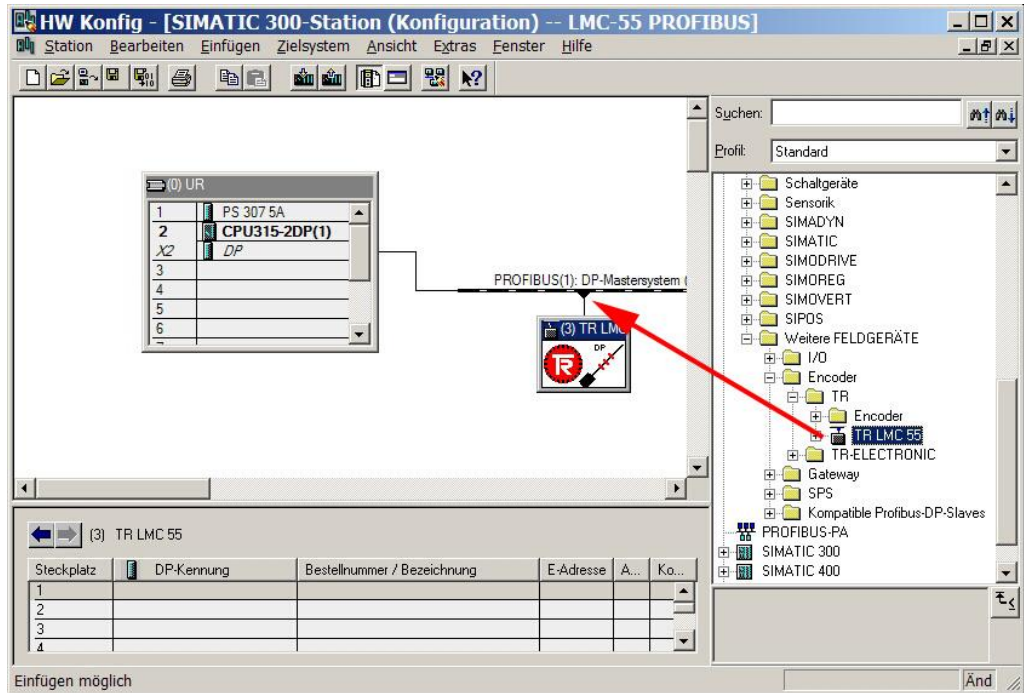 HW Konfig - [SIMATIC 300-Station (Konfiguration) -- LMC-55 PROFIBUS]
Station Bearbeiten Einfügen Zielsystem Ansicht Extras Fenster Hilfe
(0) UR
1 PS 307 5A
2 CPU315-2DP(1)
X2 DP
3
4
5
6
PROFIBUS(1): DP-Mastersystem (
(3) TR LMC
DP
TR
Suchen:
Profil: Standard
Schaltgeräte
Sensorik
SIMADYN
SIMATIC
SIMODRIVE
SIMOREG
SIMOVERT
SIPOS
Weitere FELDGERÄTE
I/O
Encoder
TR
Encoder
TR LMC 55
TR-ELECTRONIC
Gateway
SPS
Kompatible Profibus-DP-Slaves
PROFIBUS-PA
SIMATIC 300
SIMATIC 400
(3) TR LMC 55
Steckplatz DP-Kennung Bestellnummer / Bezeichnung E-Adresse A... Ko...
1
2
3
4
Einfügen möglich
Änd